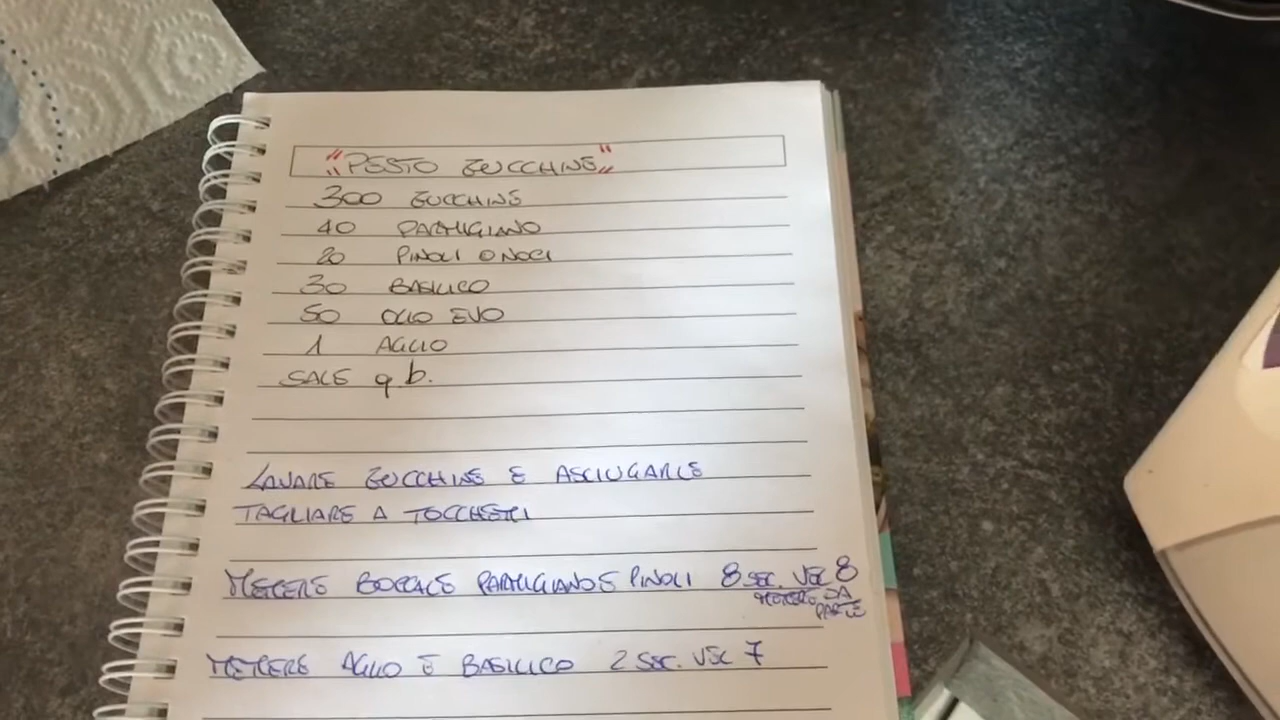 "PESTO ZUCCHINE"
300 ZUCCHINE
40 PARMIGIANO
20 PINOLI O NOCI
30 BASILICO
50 OLIO EVO
1 AGLIO
SALE q b.
LAVARE ZUCCHINE E ASCIUGARLE
TAGLIARE A TOCCHETTI
METTERE BOCCALE PARMIGIANO E PINOLI 8 SEC. VEL 8
METTERE DA
PARTE
METTERE AGLIO E BASILICO 2 SEC. VEL 7